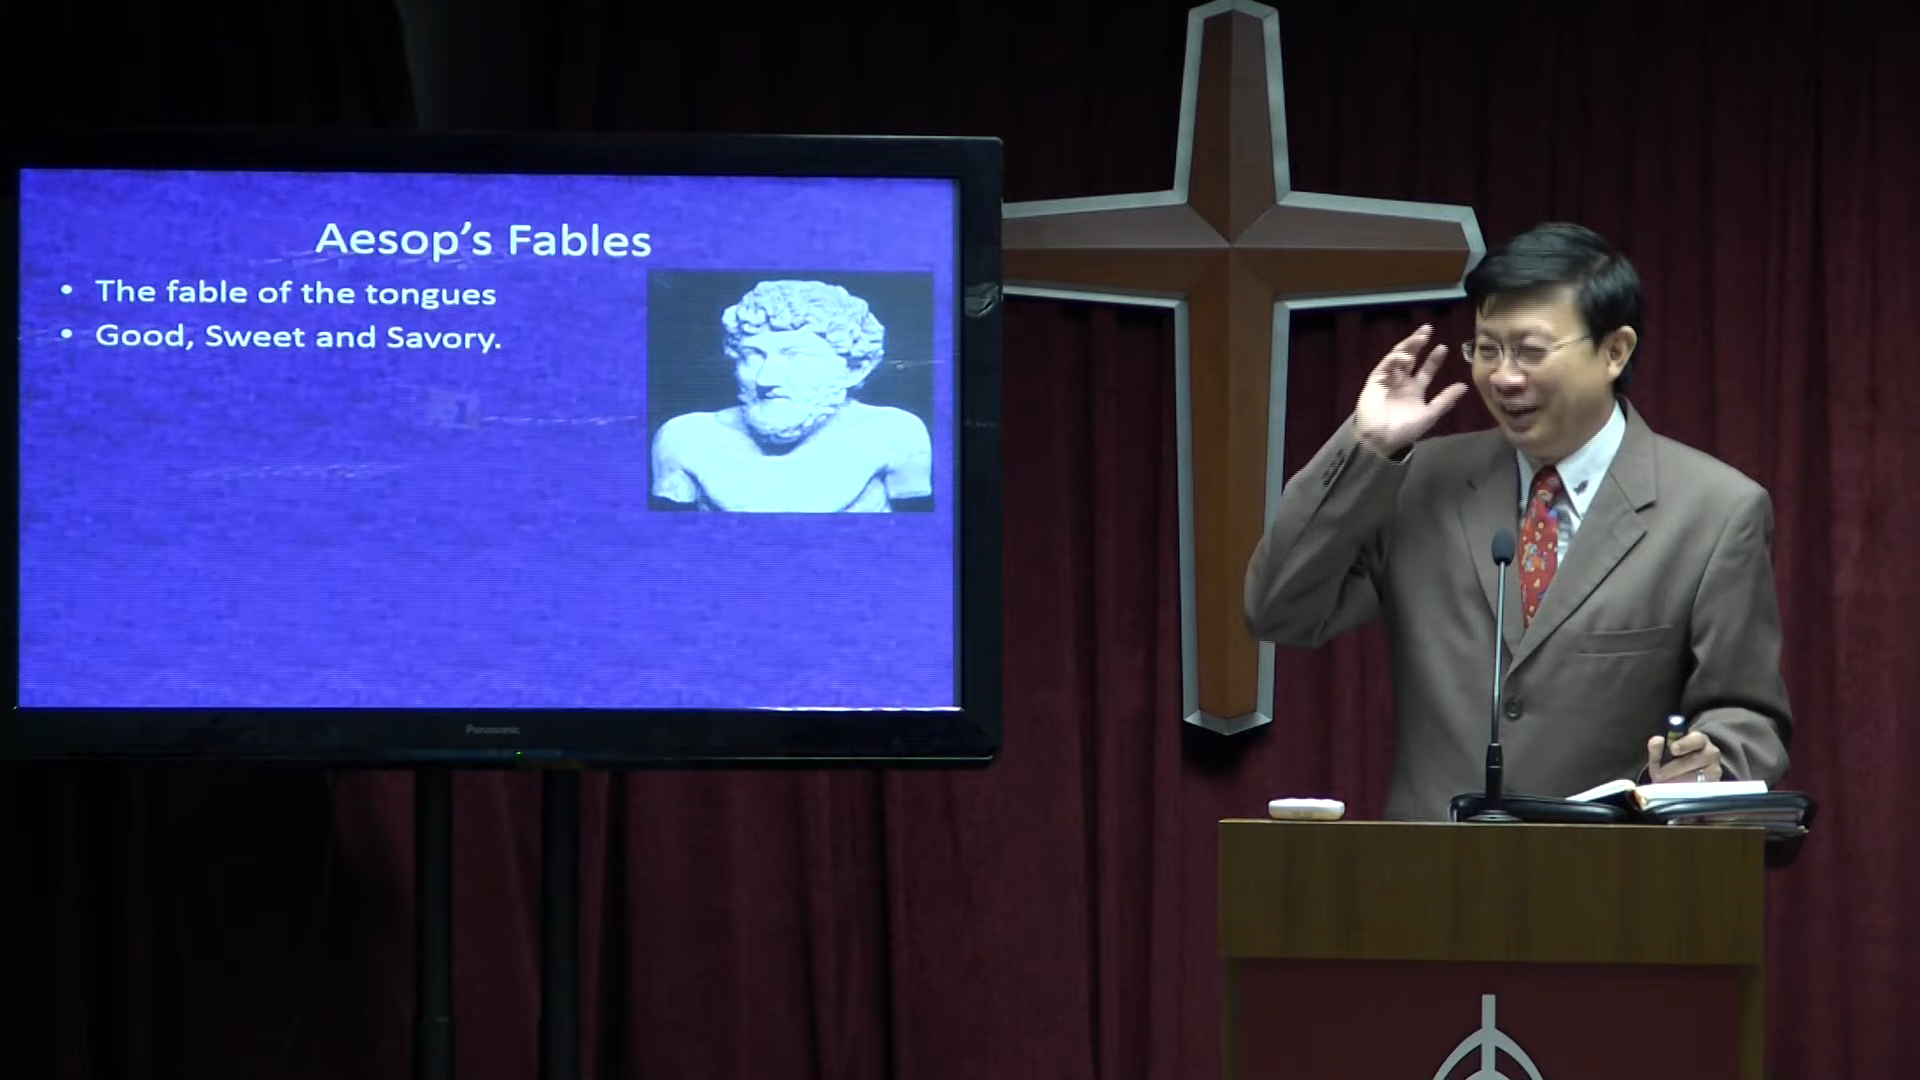 Aesop's Fables
• The fable of the tongues
• Good, Sweet and Savory.
Panasonic